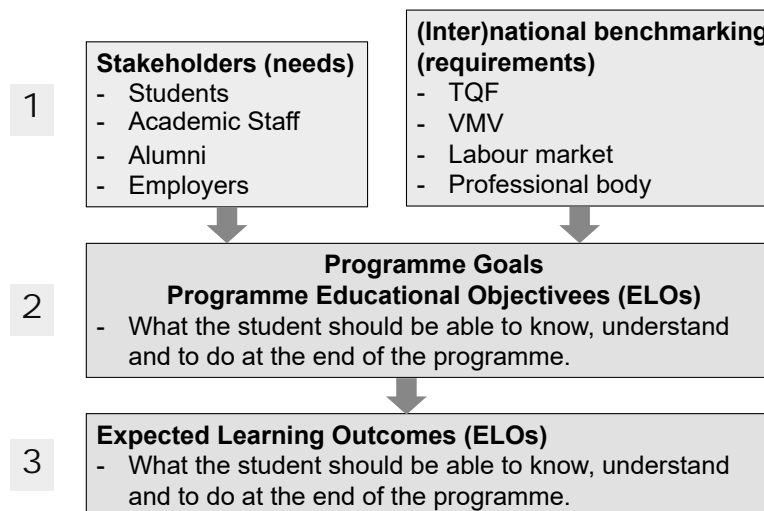 1
Stakeholders (needs)
- Students
- Academic Staff
- Alumni
- Employers
(Inter)national benchmarking
(requirements)
- TQF
- VMV
- Labour market
- Professional body
2
Programme Goals
Programme Educational Objectivees (ELOs)
- What the student should be able to know, understand
and to do at the end of the programme.
3
Expected Learning Outcomes (ELOs)
- What the student should be able to know, understand
and to do at the end of the programme.